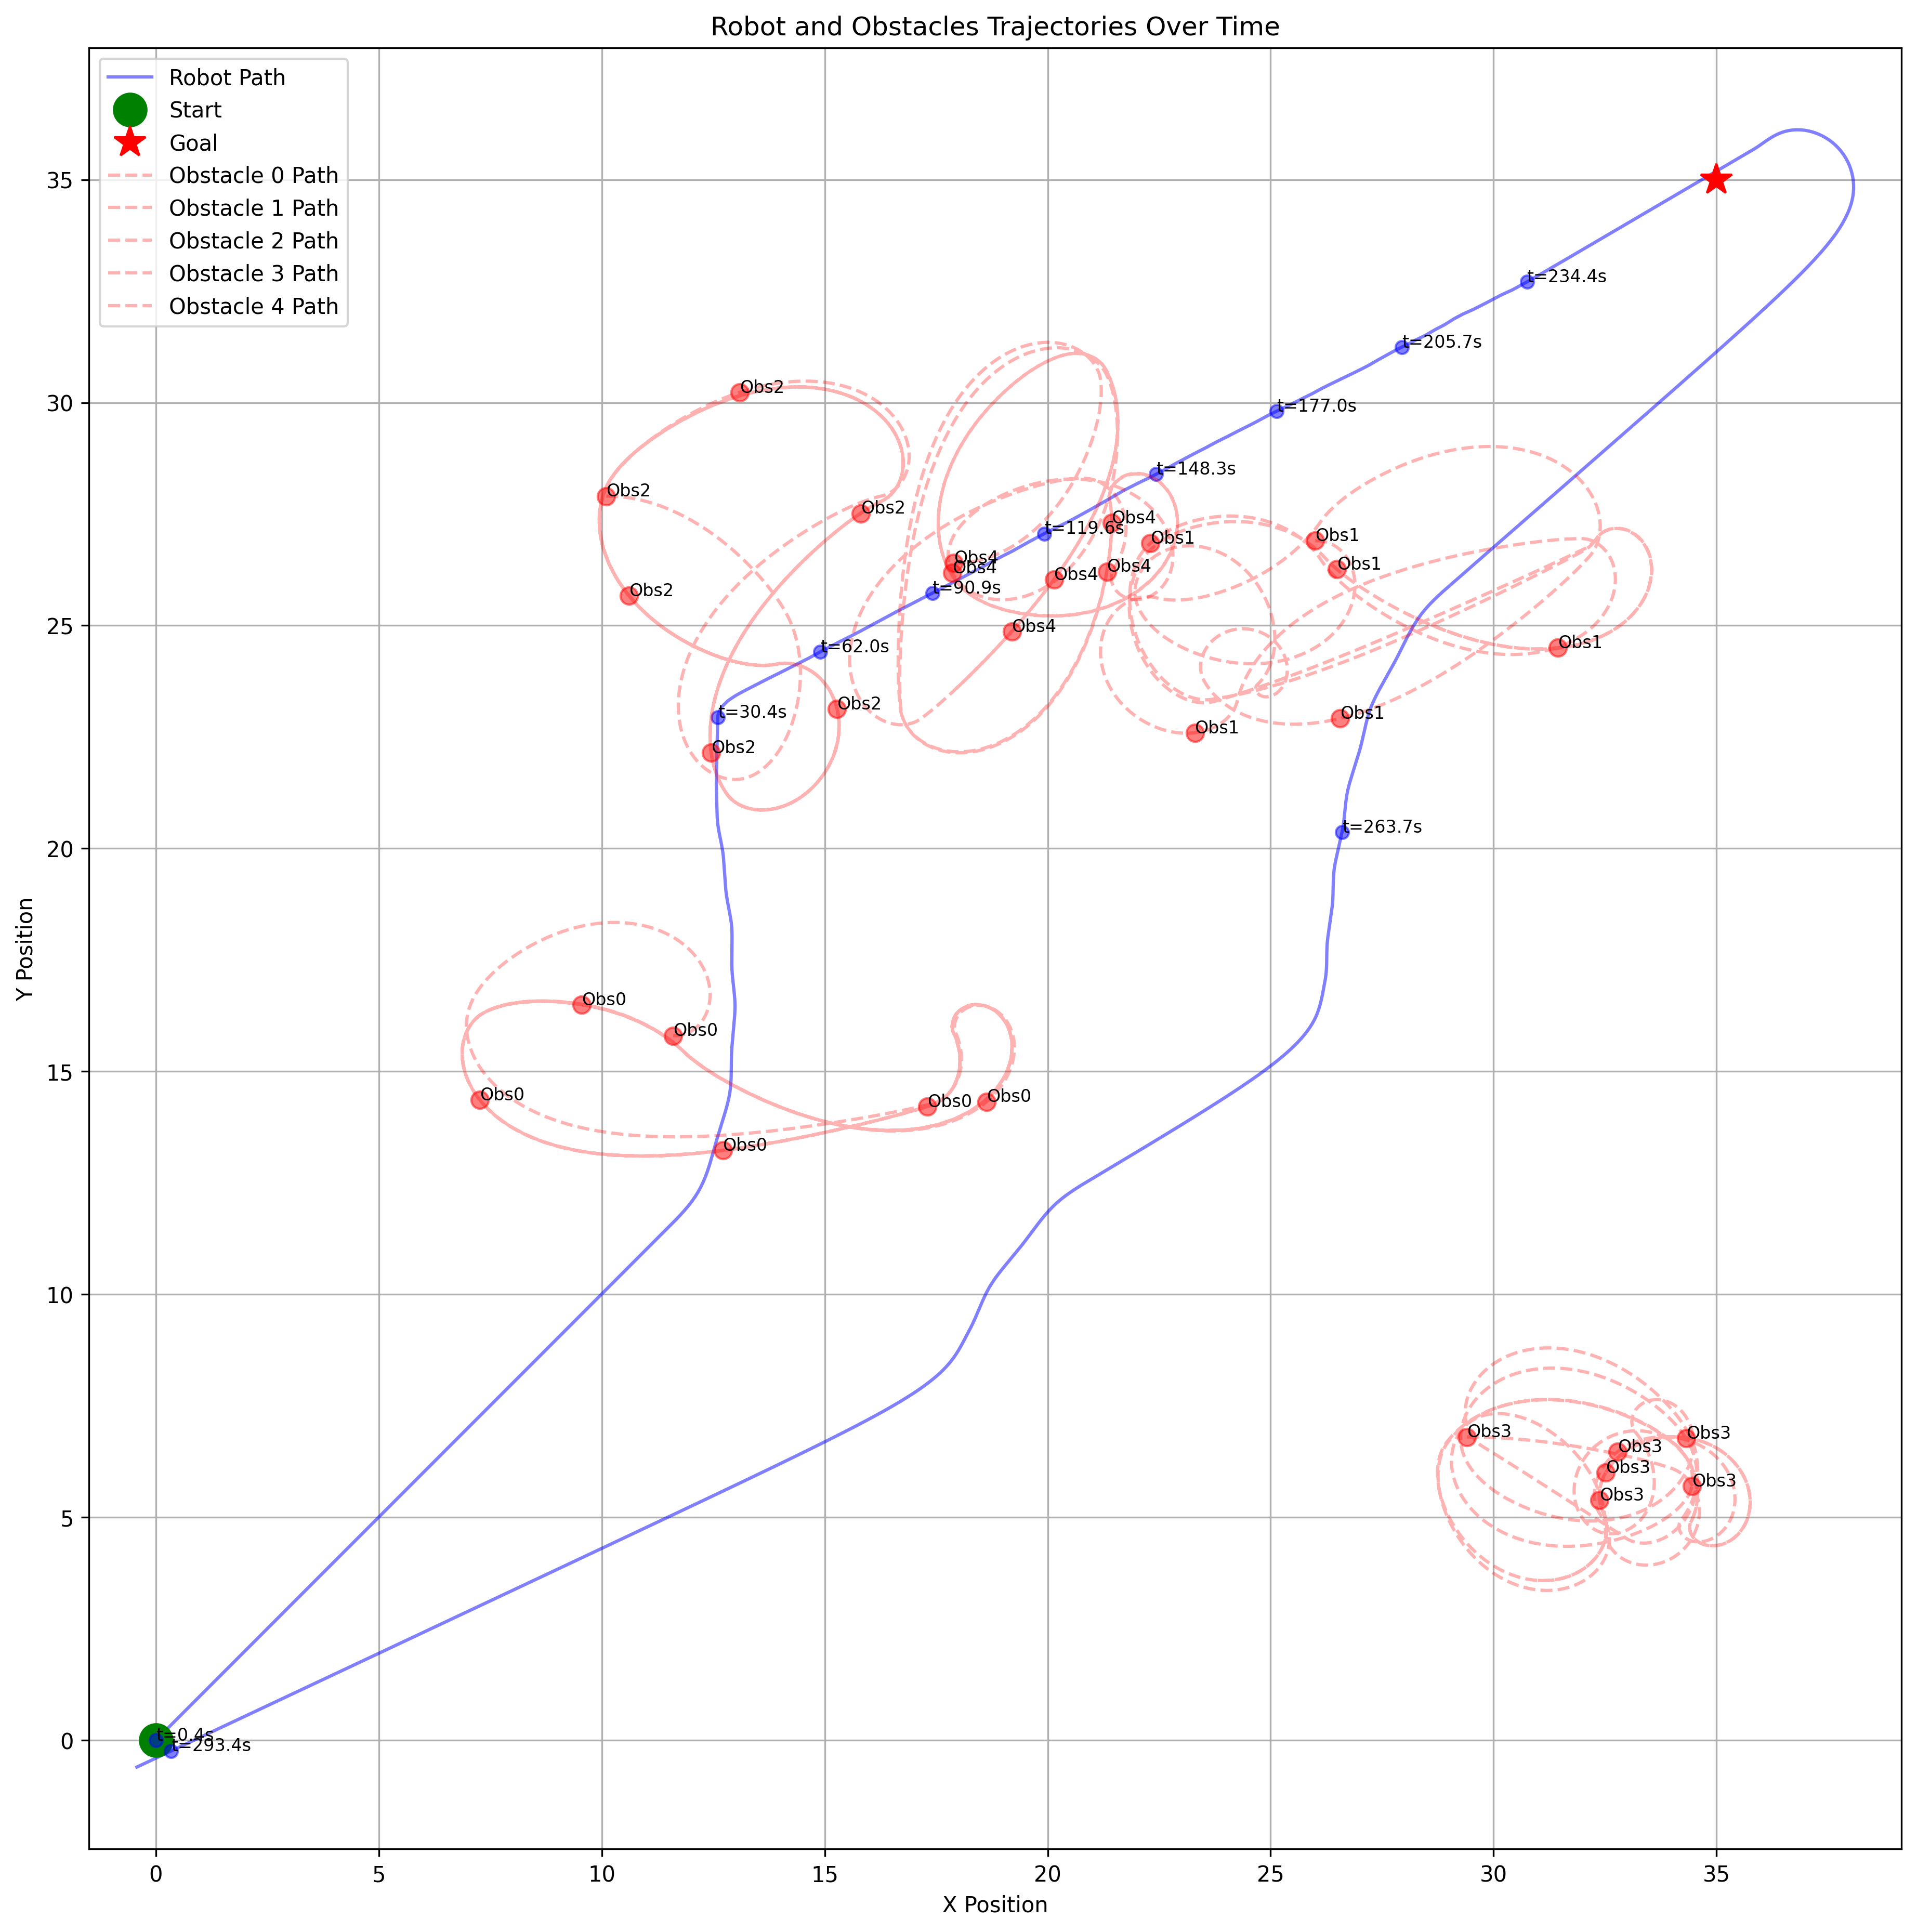 Robot and Obstacles Trajectories Over Time
Robot Path
Start
Goal
Obstacle 0 Path
Obstacle 1 Path
Obstacle 2 Path
Obstacle 3 Path
Obstacle 4 Path
35
30
25
20
15
10
5
0
Y Position
t=234.4s
t=205.7s
t=177.0s
t=148.3s
t=119.6s
t=90.9s
t=62.0s
t=30.4s
t=263.7s
t=0.4s
t=293.4s
Obs2
Obs2
Obs2
Obs2
Obs2
Obs2
Obs4
Obs4
Obs4
Obs4
Obs4
Obs4
Obs1
Obs1
Obs1
Obs1
Obs1
Obs1
Obs0
Obs0
Obs0
Obs0
Obs0
Obs0
Obs3
Obs3
Obs3
Obs3
Obs3
Obs3
0
5
10
15
20
25
30
35
X Position